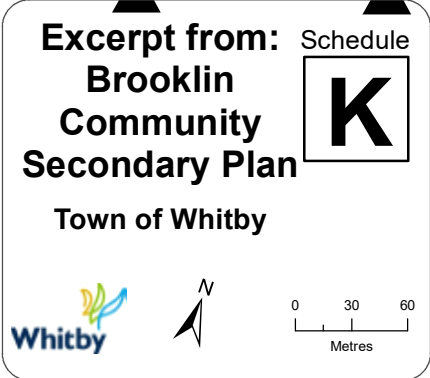 Excerpt from:
Brooklin
Community
Secondary Plan
Schedule
K
Town of Whitby
Whitby
N
0 30 60
Metres